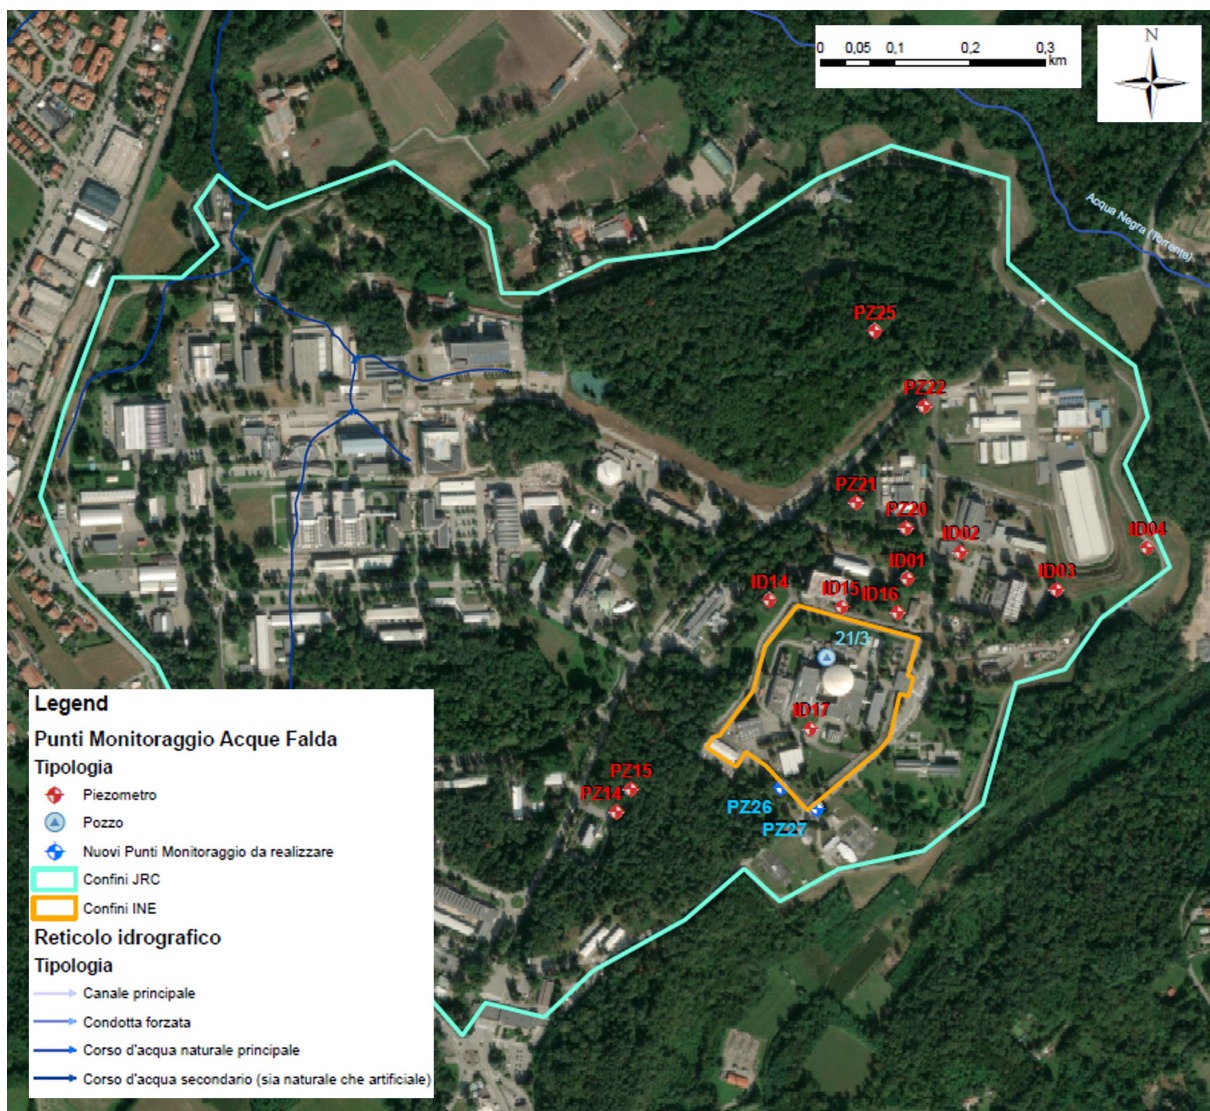 0 0,05 0,1 0,2 0,3
km
N
Acqua Negra (Torrente)
PZ25
PZ22
PZ21
PZ20
ID02
ID04
ID01
ID03
ID14
ID15
ID16
21/3
ID17
PZ15
PZ14
PZ26
PZ27
Legend
Punti Monitoraggio Acque Falda
Tipologia
Piezometro
Pozzo
Nuovi Punti Monitoraggio da realizzare
Confini JRC
Confini INE
Reticolo idrografico
Tipologia
Canale principale
Condotta forzata
Corso d'acqua naturale principale
Corso d'acqua secondario (sia naturale che artificiale)